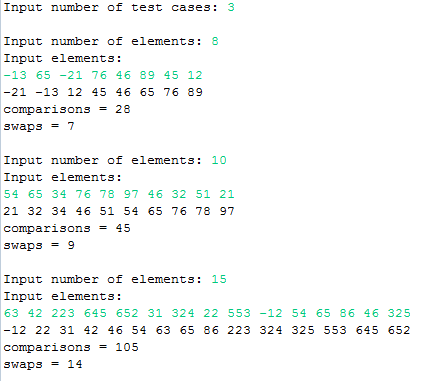 Input number of test cases: 3
Input number of elements: 8
Input elements:
-13 65 -21 76 46 89 45 12
-21 -13 12 45 46 65 76 89
comparisons = 28
swaps = 7
Input number of elements: 10
Input elements:
54 65 34 76 78 97 46 32 51 21
21 32 34 46 51 54 65 76 78 97
comparisons = 45
swaps = 9
Input number of elements: 15
Input elements:
63 42 223 645 652 31 324 22 553 -12 54 65 86 46 325
-12 22 31 42 46 54 63 65 86 223 324 325 553 645 652
comparisons = 105
swaps = 14